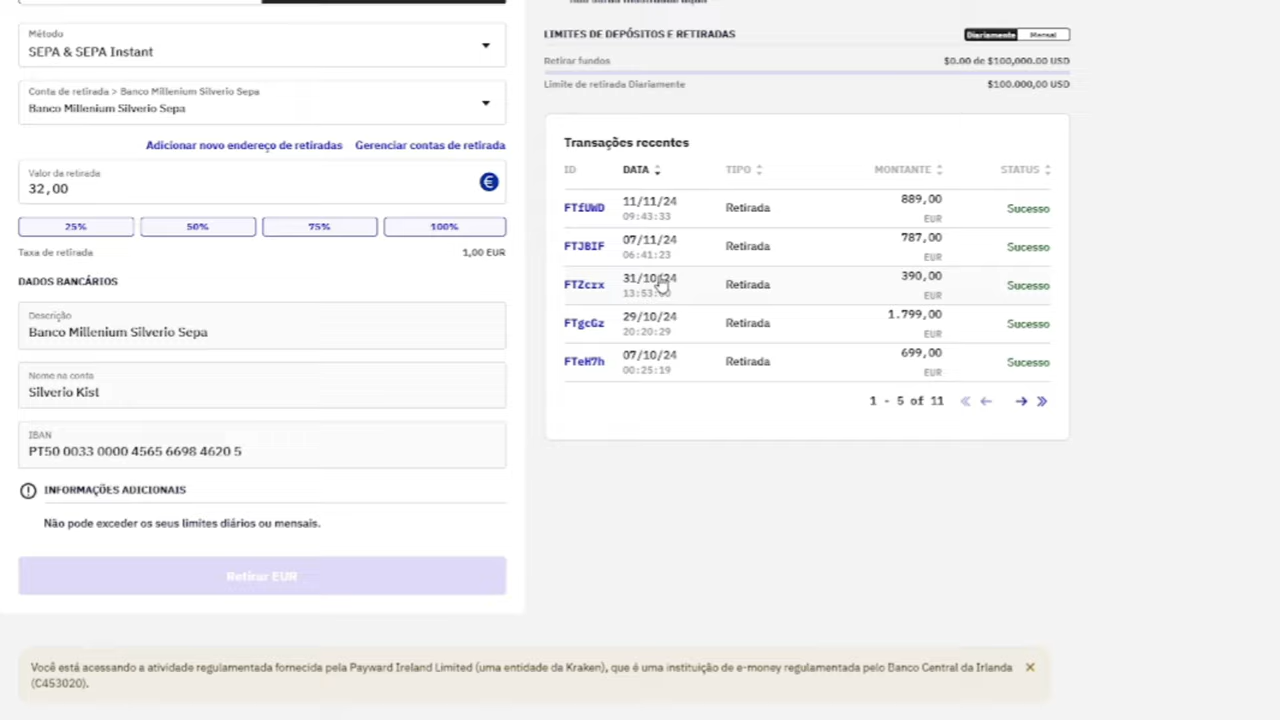 Método
SEPA & SEPA Instant
Conta de retirada > Banco Millenium Silverio Sepa
Banco Millenium Silverio Sepa
Adicionar novo endereço de retiradas Gerenciar contas de retirada
Valor da retirada
32,00
€
25% 50% 75% 100%
Taxa de retirada 1,00 EUR
DADOS BANCÁRIOS
Descrição
Banco Millenium Silverio Sepa
Nome na conta
Silverio Kist
IBAN
PT50 0033 0000 4565 6698 4620 5
INFORMAÇÕES ADICIONAIS
Não pode exceder os seus limites diários ou mensais.
Retirar EUR
LIMITES DE DEPÓSITOS E RETIRADAS Diariamente Mensal
Retirar fundos $0.00 de $100,000.00 USD
Limite de retirada Diariamente $100.000,00 USD
Transações recentes
ID DATA TIPO MONTANTE STATUS
FTfUWD 11/11/24 09:43:33 Retirada 889,00 EUR Sucesso
FTJBIF 07/11/24 06:41:23 Retirada 787,00 EUR Sucesso
FTZcrx 31/10/24 Retirada 390,00 EUR Sucesso
FTgcGz 29/10/24 20:20:29 Retirada 1.799,00 EUR Sucesso
FTeH7h 07/10/24 00:25:19 Retirada 699,00 EUR Sucesso
1 - 5 of 11
Você está acessando a atividade regulamentada fornecida pela Payward Ireland Limited (uma entidade da Kraken), que é uma instituição de e-money regulamentada pelo Banco Central da Irlanda
(C453020).